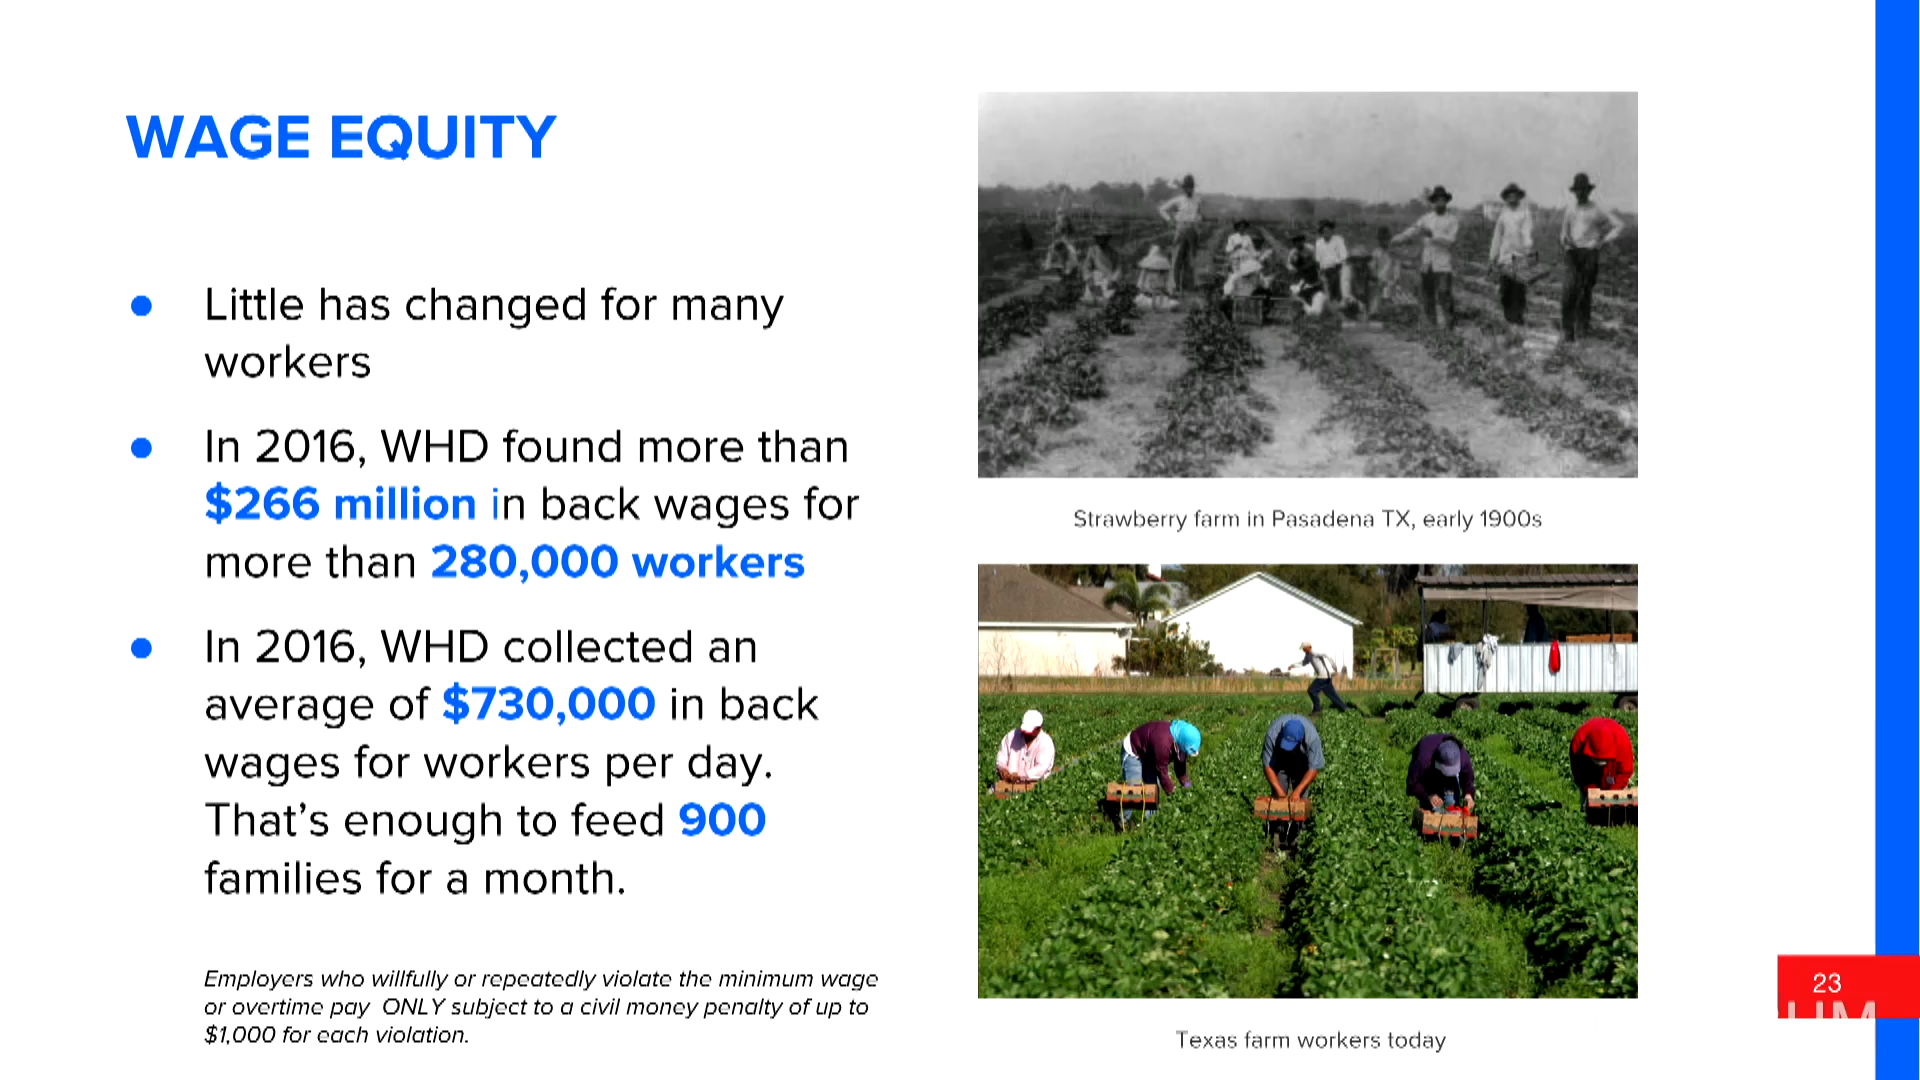 WAGE EQUITY
● Little has changed for many
workers
● In 2016, WHD found more than
$266 million in back wages for
more than 280,000 workers
● In 2016, WHD collected an
average of $730,000 in back
wages for workers per day.
That's enough to feed 900
families for a month.
Employers who willfully or repeatedly violate the minimum wage
or overtime pay ONLY subject to a civil money penalty of up to
$1,000 for each violation.
Strawberry farm in Pasadena TX, early 1900s
Texas farm workers today
23